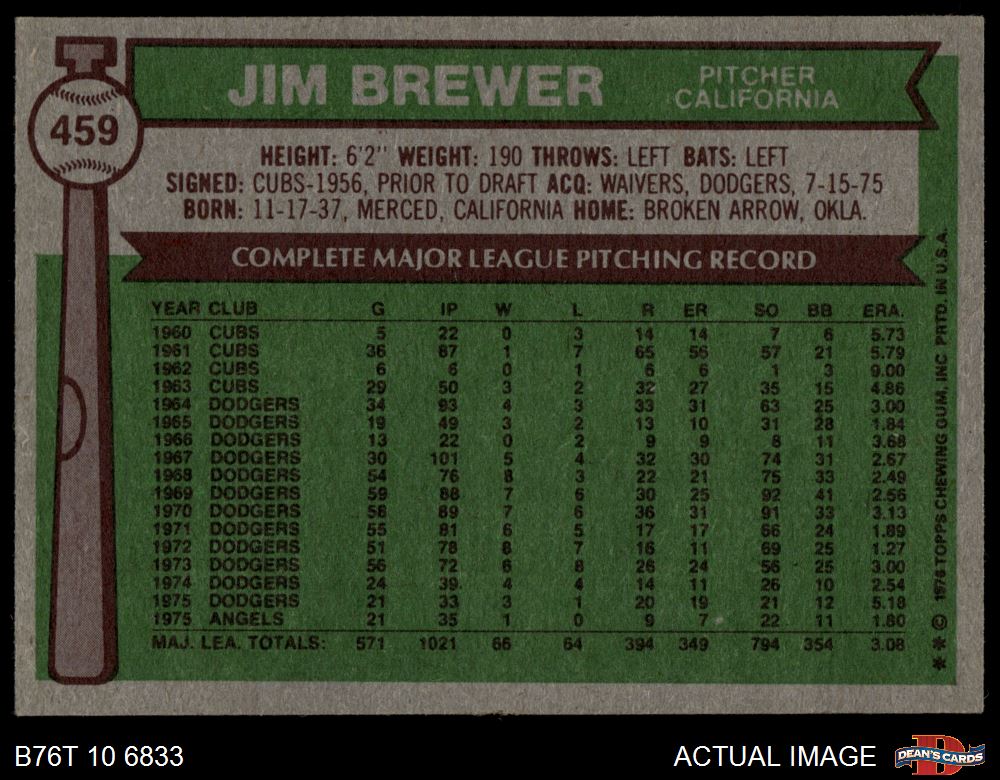 459
JIM BREWER
PITCHER
CALIFORNIA
HEIGHT: 6'2" WEIGHT: 190 THROWS: LEFT BATS: LEFT
SIGNED: CUBS-1956, PRIOR TO DRAFT ACQ: WAIVERS, DODGERS, 7-15-75
BORN: 11-17-37, MERCED, CALIFORNIA HOME: BROKEN ARROW, OKLA.
COMPLETE MAJOR LEAGUE PITCHING RECORD
YEAR CLUB G IP W L R ER SO BB ERA.
1960 CUBS 5 22 0 3 14 14 7 6 5.73
1961 CUBS 36 87 1 7 65 56 57 21 5.79
1962 CUBS 6 6 0 1 6 6 1 3 9.00
1963 CUBS 29 50 3 2 32 27 35 15 4.86
1964 DODGERS 34 93 4 3 33 31 63 25 3.00
1965 DODGERS 19 49 3 2 13 10 31 28 1.84
1966 DODGERS 13 22 0 2 9 9 8 11 3.68
1967 DODGERS 30 101 5 4 32 30 74 31 2.67
1968 DODGERS 54 76 8 3 22 21 75 33 2.49
1969 DODGERS 59 88 7 6 30 25 92 41 2.56
1970 DODGERS 58 89 7 6 36 31 91 33 3.13
1971 DODGERS 55 81 6 5 17 17 66 24 1.89
1972 DODGERS 51 78 8 7 16 11 69 25 1.27
1973 DODGERS 56 72 6 8 26 24 56 25 3.00
1974 DODGERS 24 39 4 4 14 11 26 10 2.54
1975 DODGERS 21 33 3 1 20 19 21 12 5.18
1975 ANGELS 21 35 1 0 9 7 22 11 1.80
MAJ. LEA. TOTALS: 571 1021 66 64 394 349 794 354 3.08
* * © 1976 TOPPS CHEWING GUM, INC. PRTD. IN U.S.A.
B76T 10 6833
ACTUAL IMAGE
DEAN'S CARDS